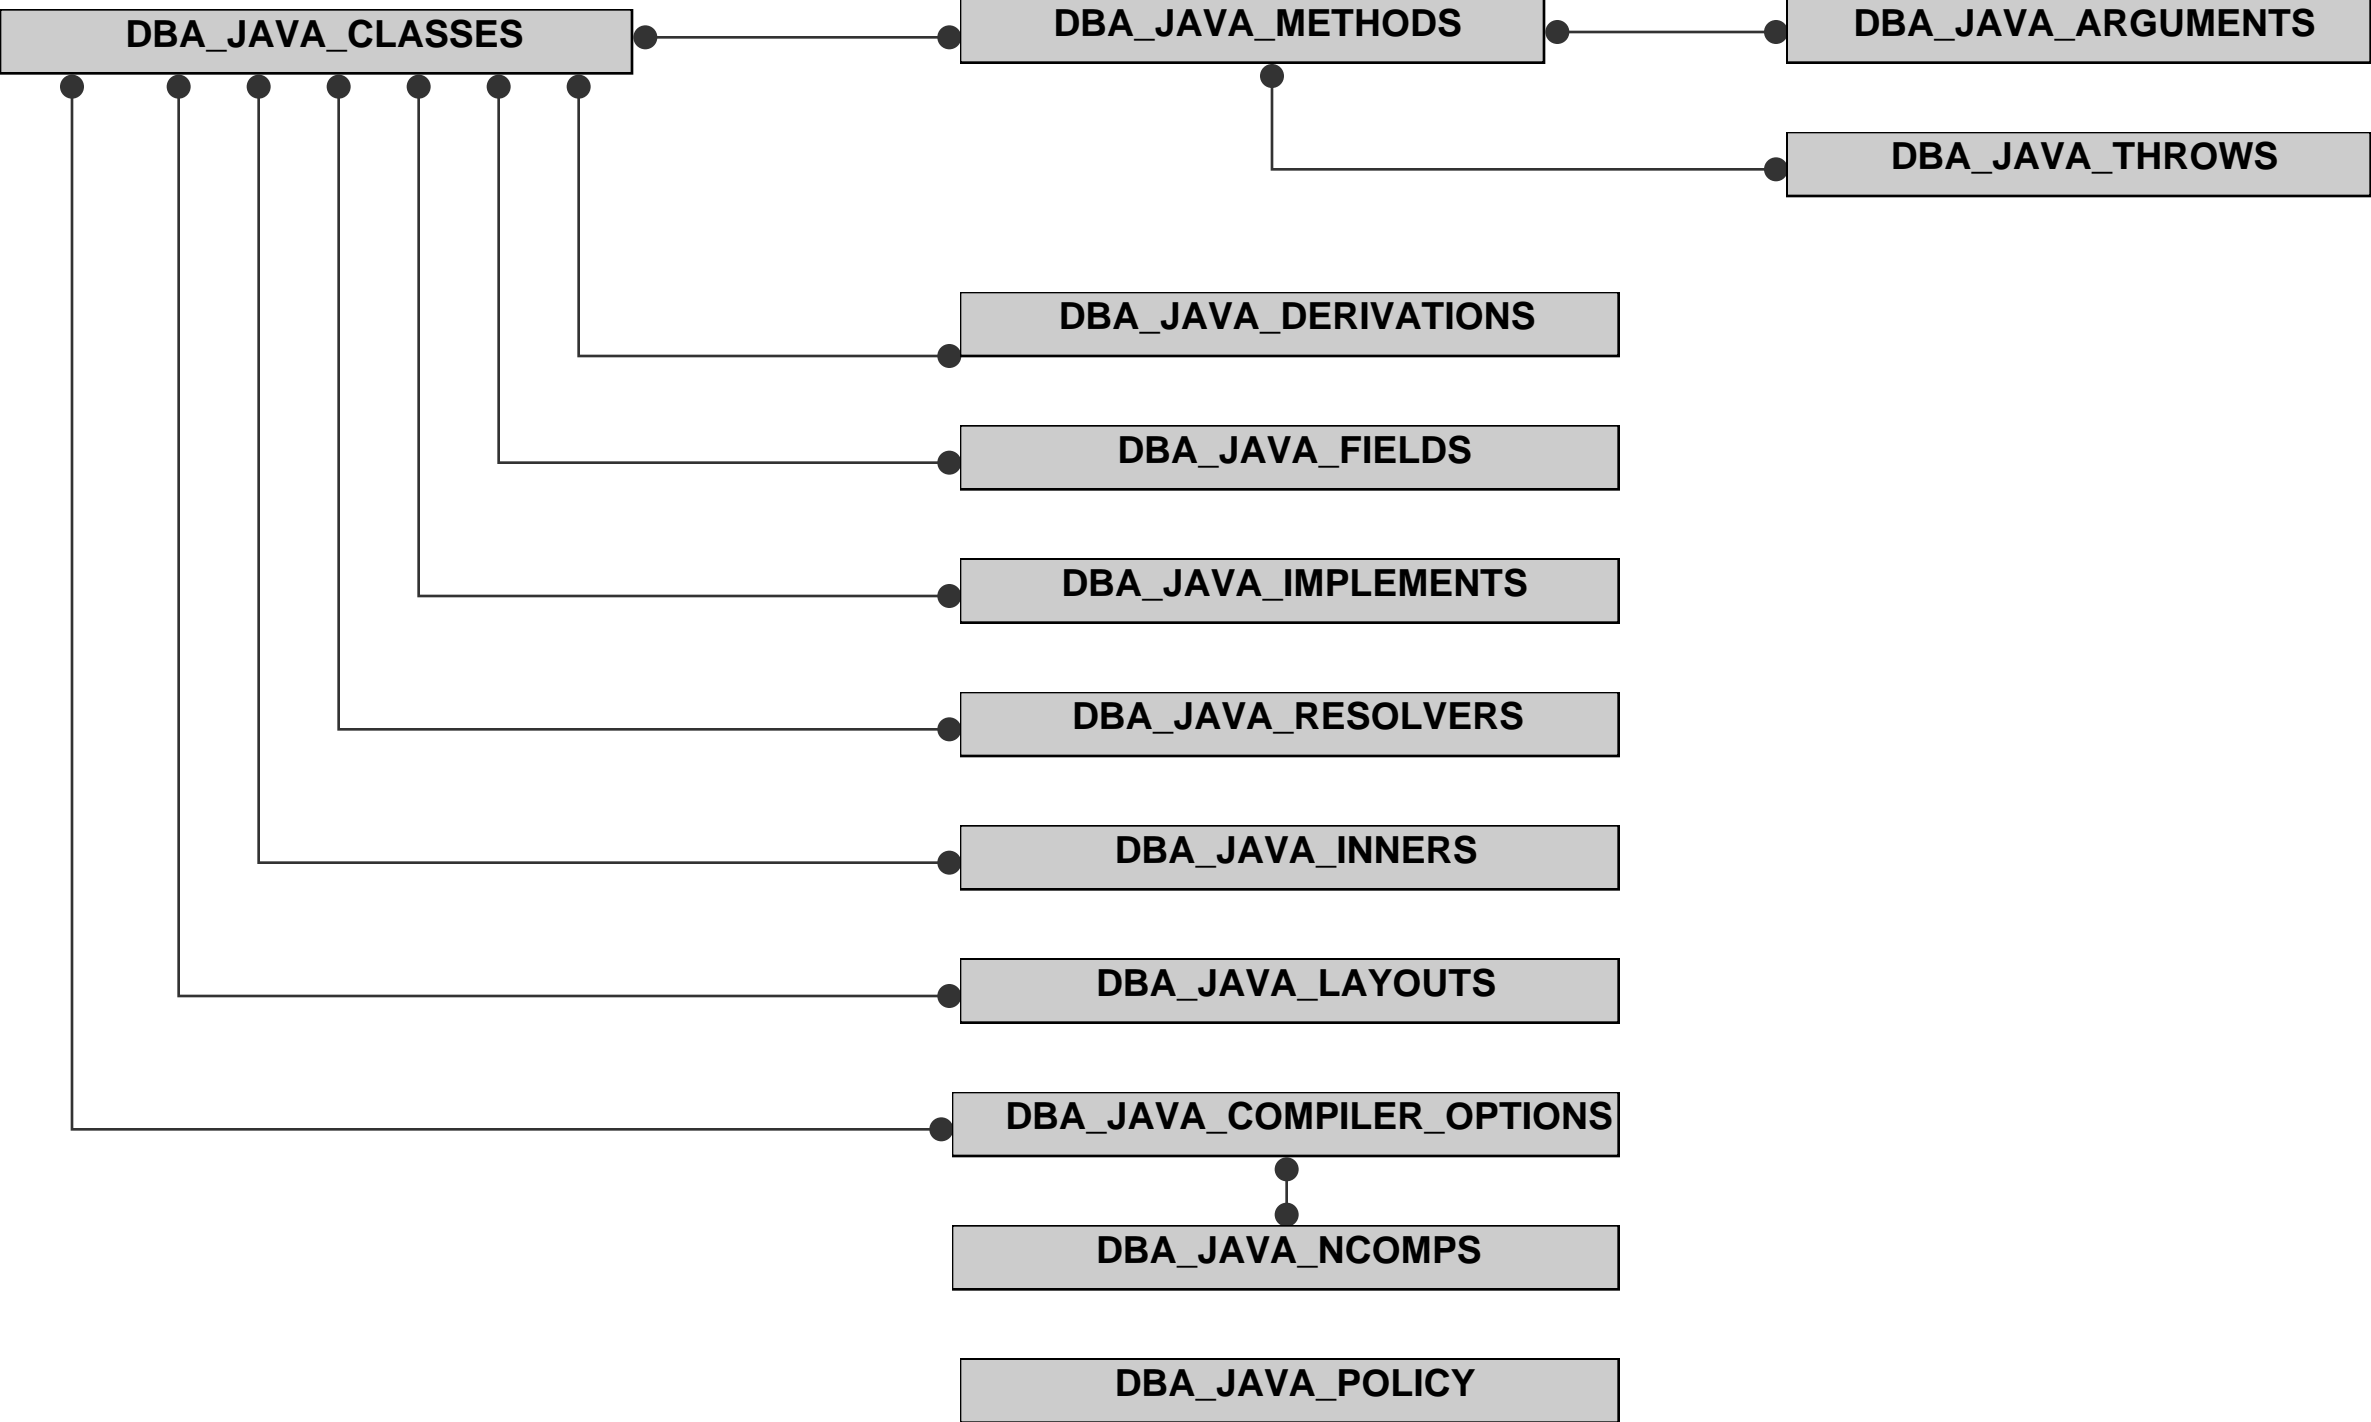 DBA_JAVA_CLASSES
DBA_JAVA_METHODS
DBA_JAVA_ARGUMENTS
DBA_JAVA_THROWS
DBA_JAVA_DERIVATIONS
DBA_JAVA_FIELDS
DBA_JAVA_IMPLEMENTS
DBA_JAVA_RESOLVERS
DBA_JAVA_INNERS
DBA_JAVA_LAYOUTS
DBA_JAVA_COMPILER_OPTIONS
DBA_JAVA_NCOMPS
DBA_JAVA_POLICY